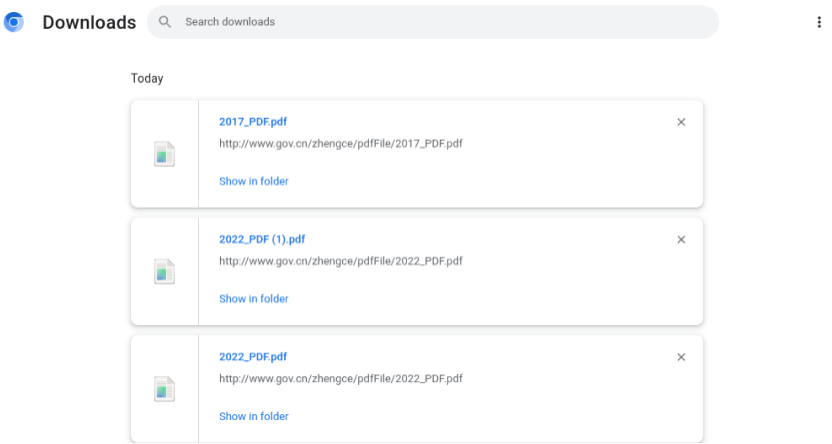 Downloads
Search downloads
Today
2017_PDF.pdf
http://www.gov.cn/zhengce/pdfFile/2017_PDF.pdf
Show in folder
2022_PDF (1).pdf
http://www.gov.cn/zhengce/pdfFile/2022_PDF.pdf
Show in folder
2022_PDF.pdf
http://www.gov.cn/zhengce/pdfFile/2022_PDF.pdf
Show in folder